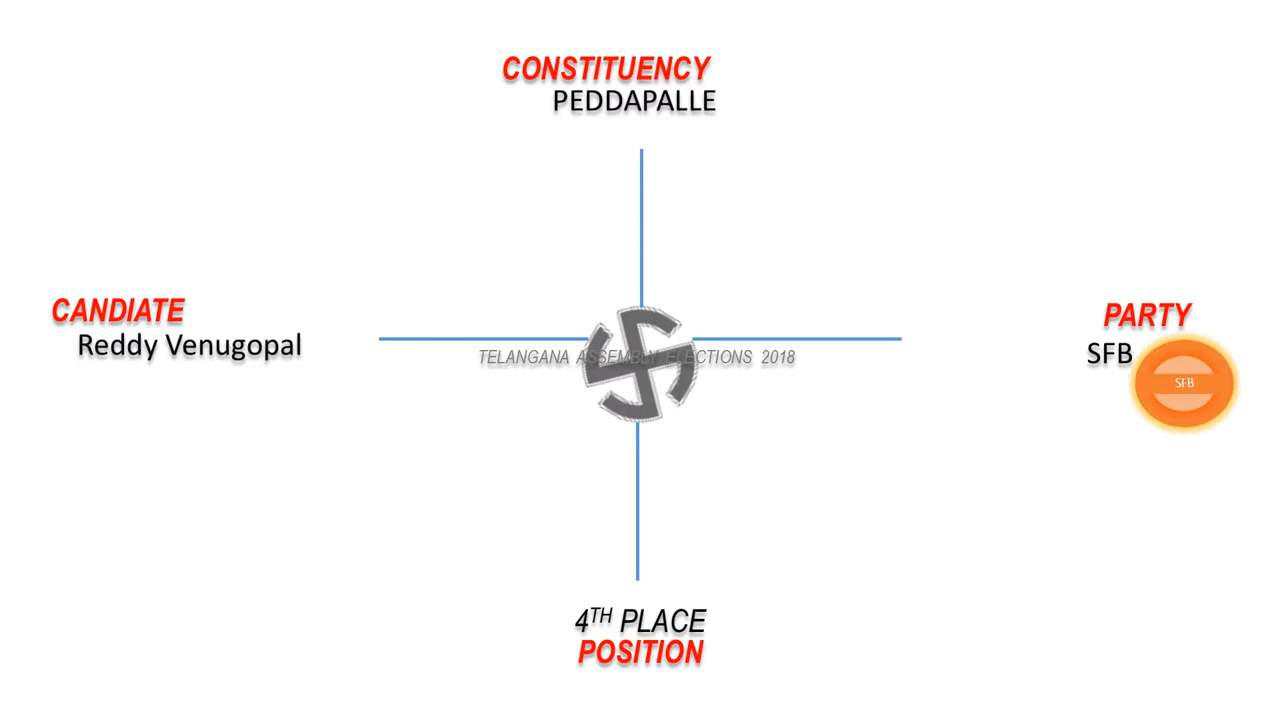 CONSTITUENCY
PEDDAPALLE
CANDIATE
Reddy Venugopal
PARTY
SFB
SFB
TELANGANA ASSEMBLY ELECTIONS 2018
4TH PLACE
POSITION